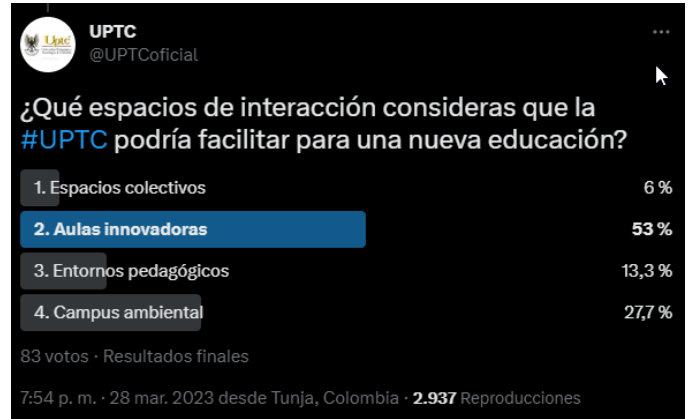 UPTC
@UPTCoficial
¿Qué espacios de interacción consideras que la
#UPTC podría facilitar para una nueva educación?
1. Espacios colectivos 6 %
2. Aulas innovadoras 53 %
3. Entornos pedagógicos 13,3 %
4. Campus ambiental 27,7 %
83 votos · Resultados finales
7:54 p. m. · 28 mar. 2023 desde Tunja, Colombia · 2.937 Reproducciones